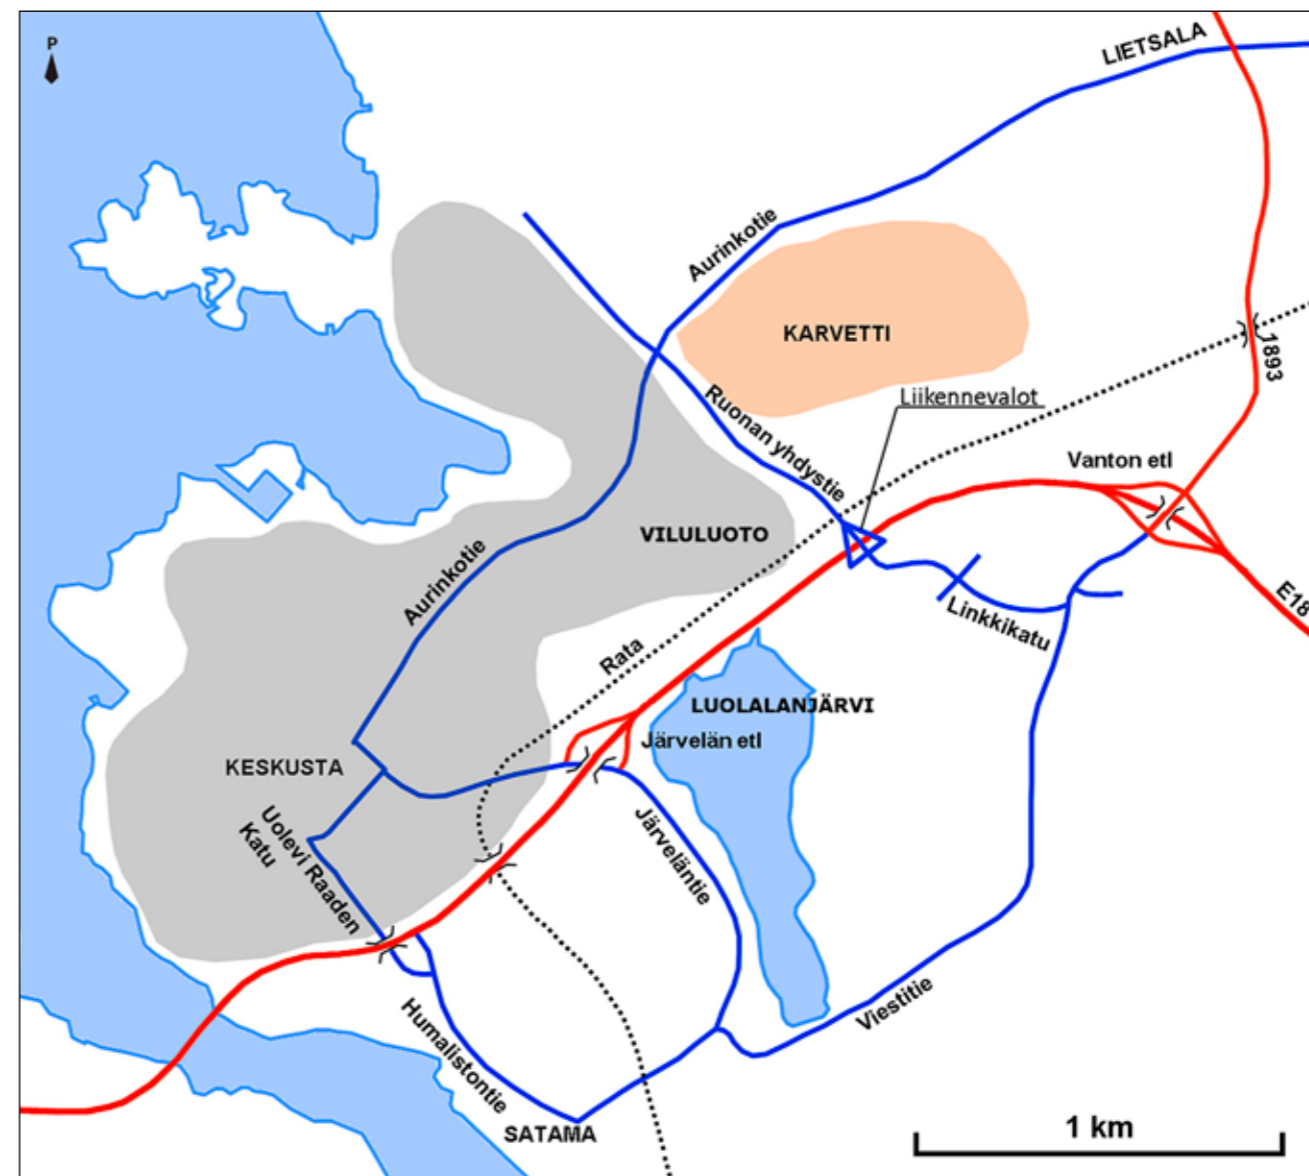 P
LIETSALA
Aurinkotie
KARVETTI
1893
Liikennevalot
Ruonan yhdystie
Vanton etl
VILULUOTO
Aurinkotie
E18
Linkkikatu
Rata
LUOLALANJÄRVI
Järvelän etl
KESKUSTA
Uolevi Raaden
Katu
Järveläntie
Viestitie
Humalistontie
SATAMA
1 km